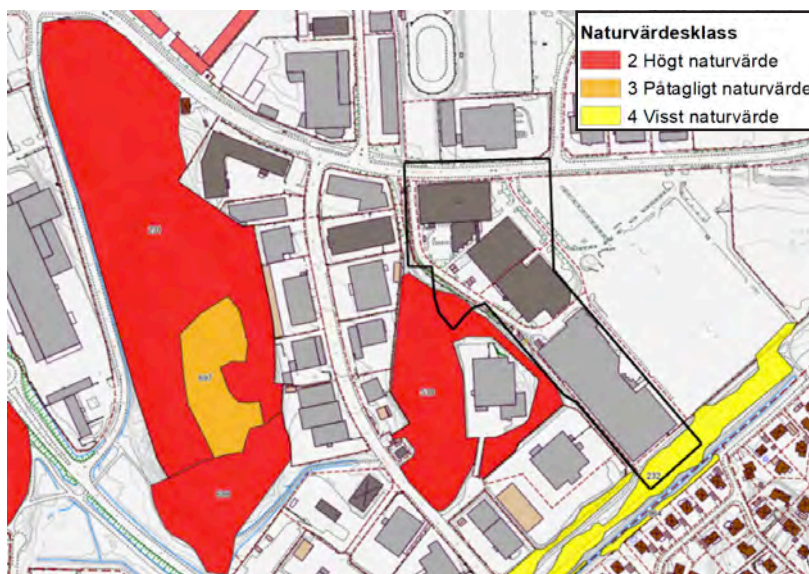 Naturvärdesklass
2 Högt naturvärde
3 Påtagligt naturvärde
4 Visst naturvärde
232